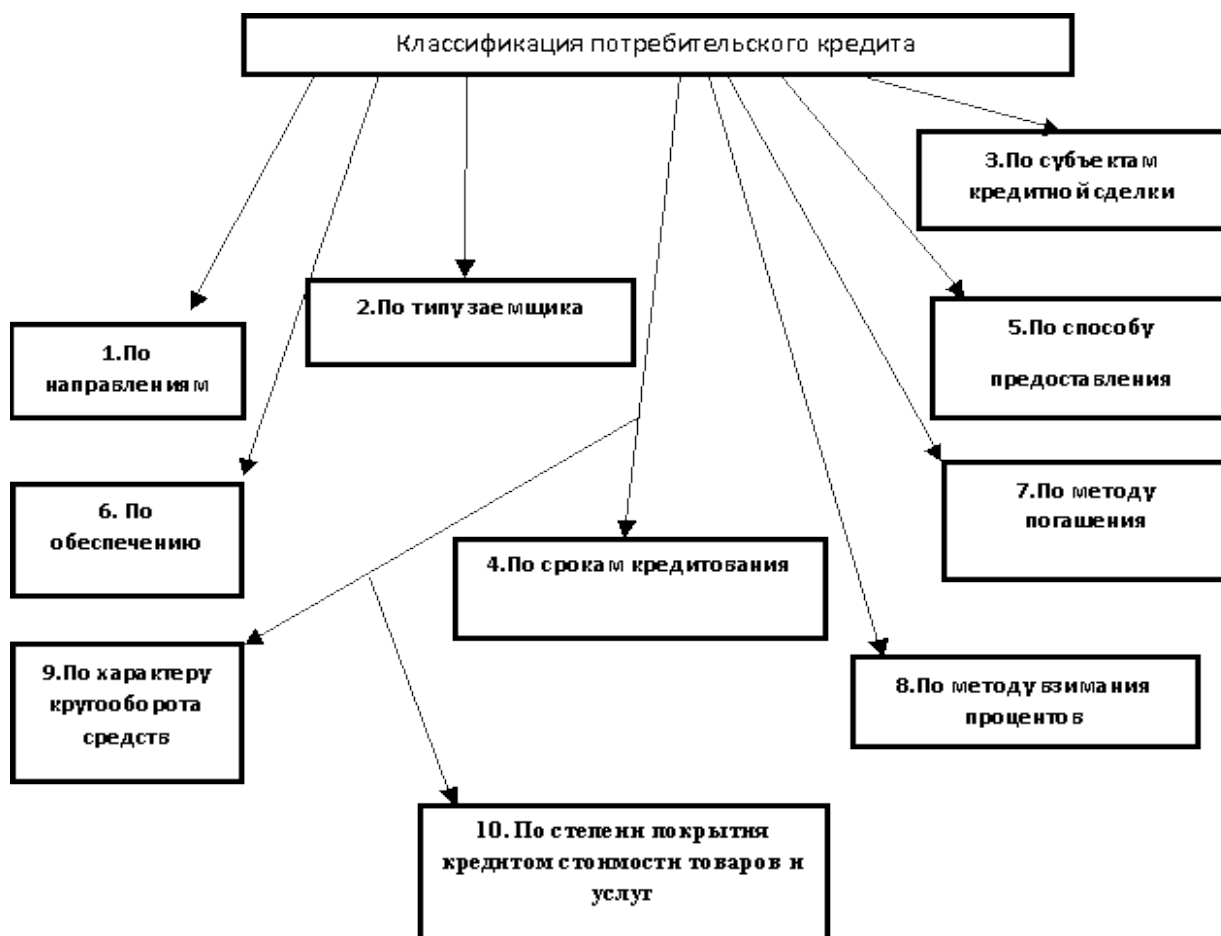 Классификация потребительского кредита
3.По субъектам
кредитной сделки
2.По типу заемщика
1.По
направлениям
5.По способу
предоставления
6. По
обеспечению
7.По методу
погашения
4.По срокам кредитования
9.По характеру
кругооборота
средств
8.По методу взимания
процентов
10. По степени покрытия
кредитом стоимости товаров и
услуг